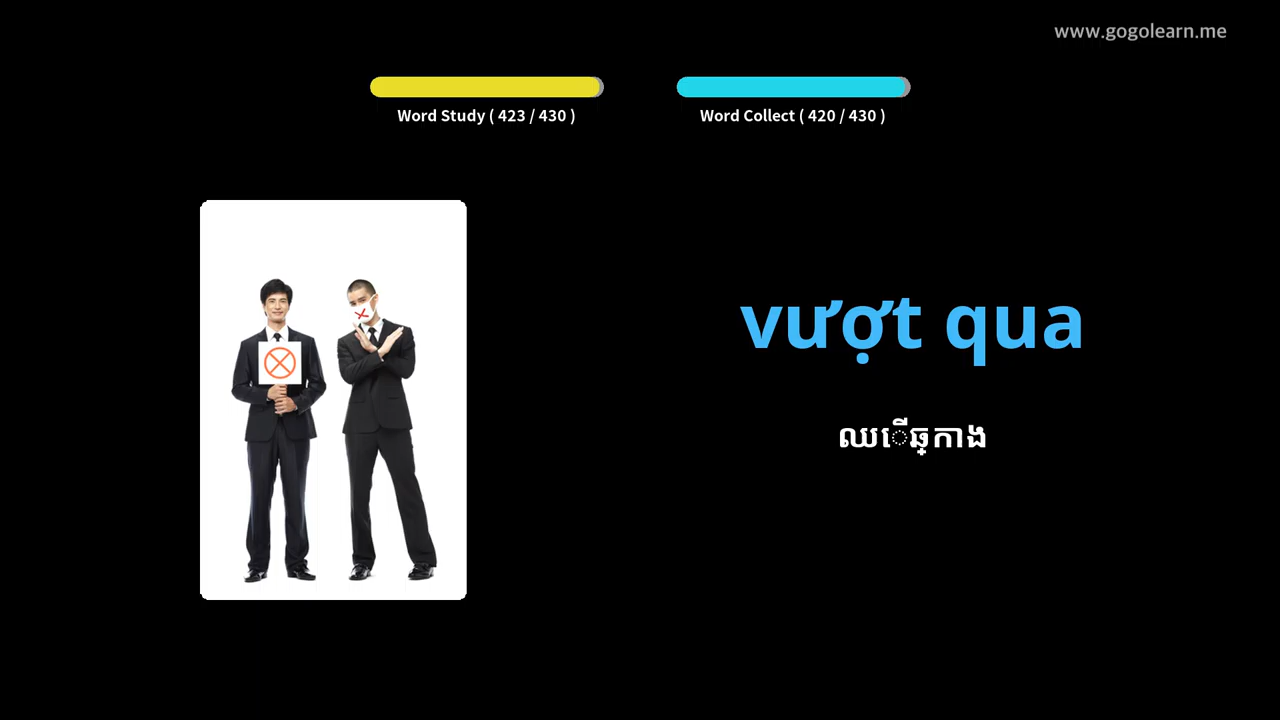 www.gogolearn.me
Word Study ( 423 / 430 )
Word Collect ( 420 / 430 )
vượt qua
ឈេីឆ្កាង